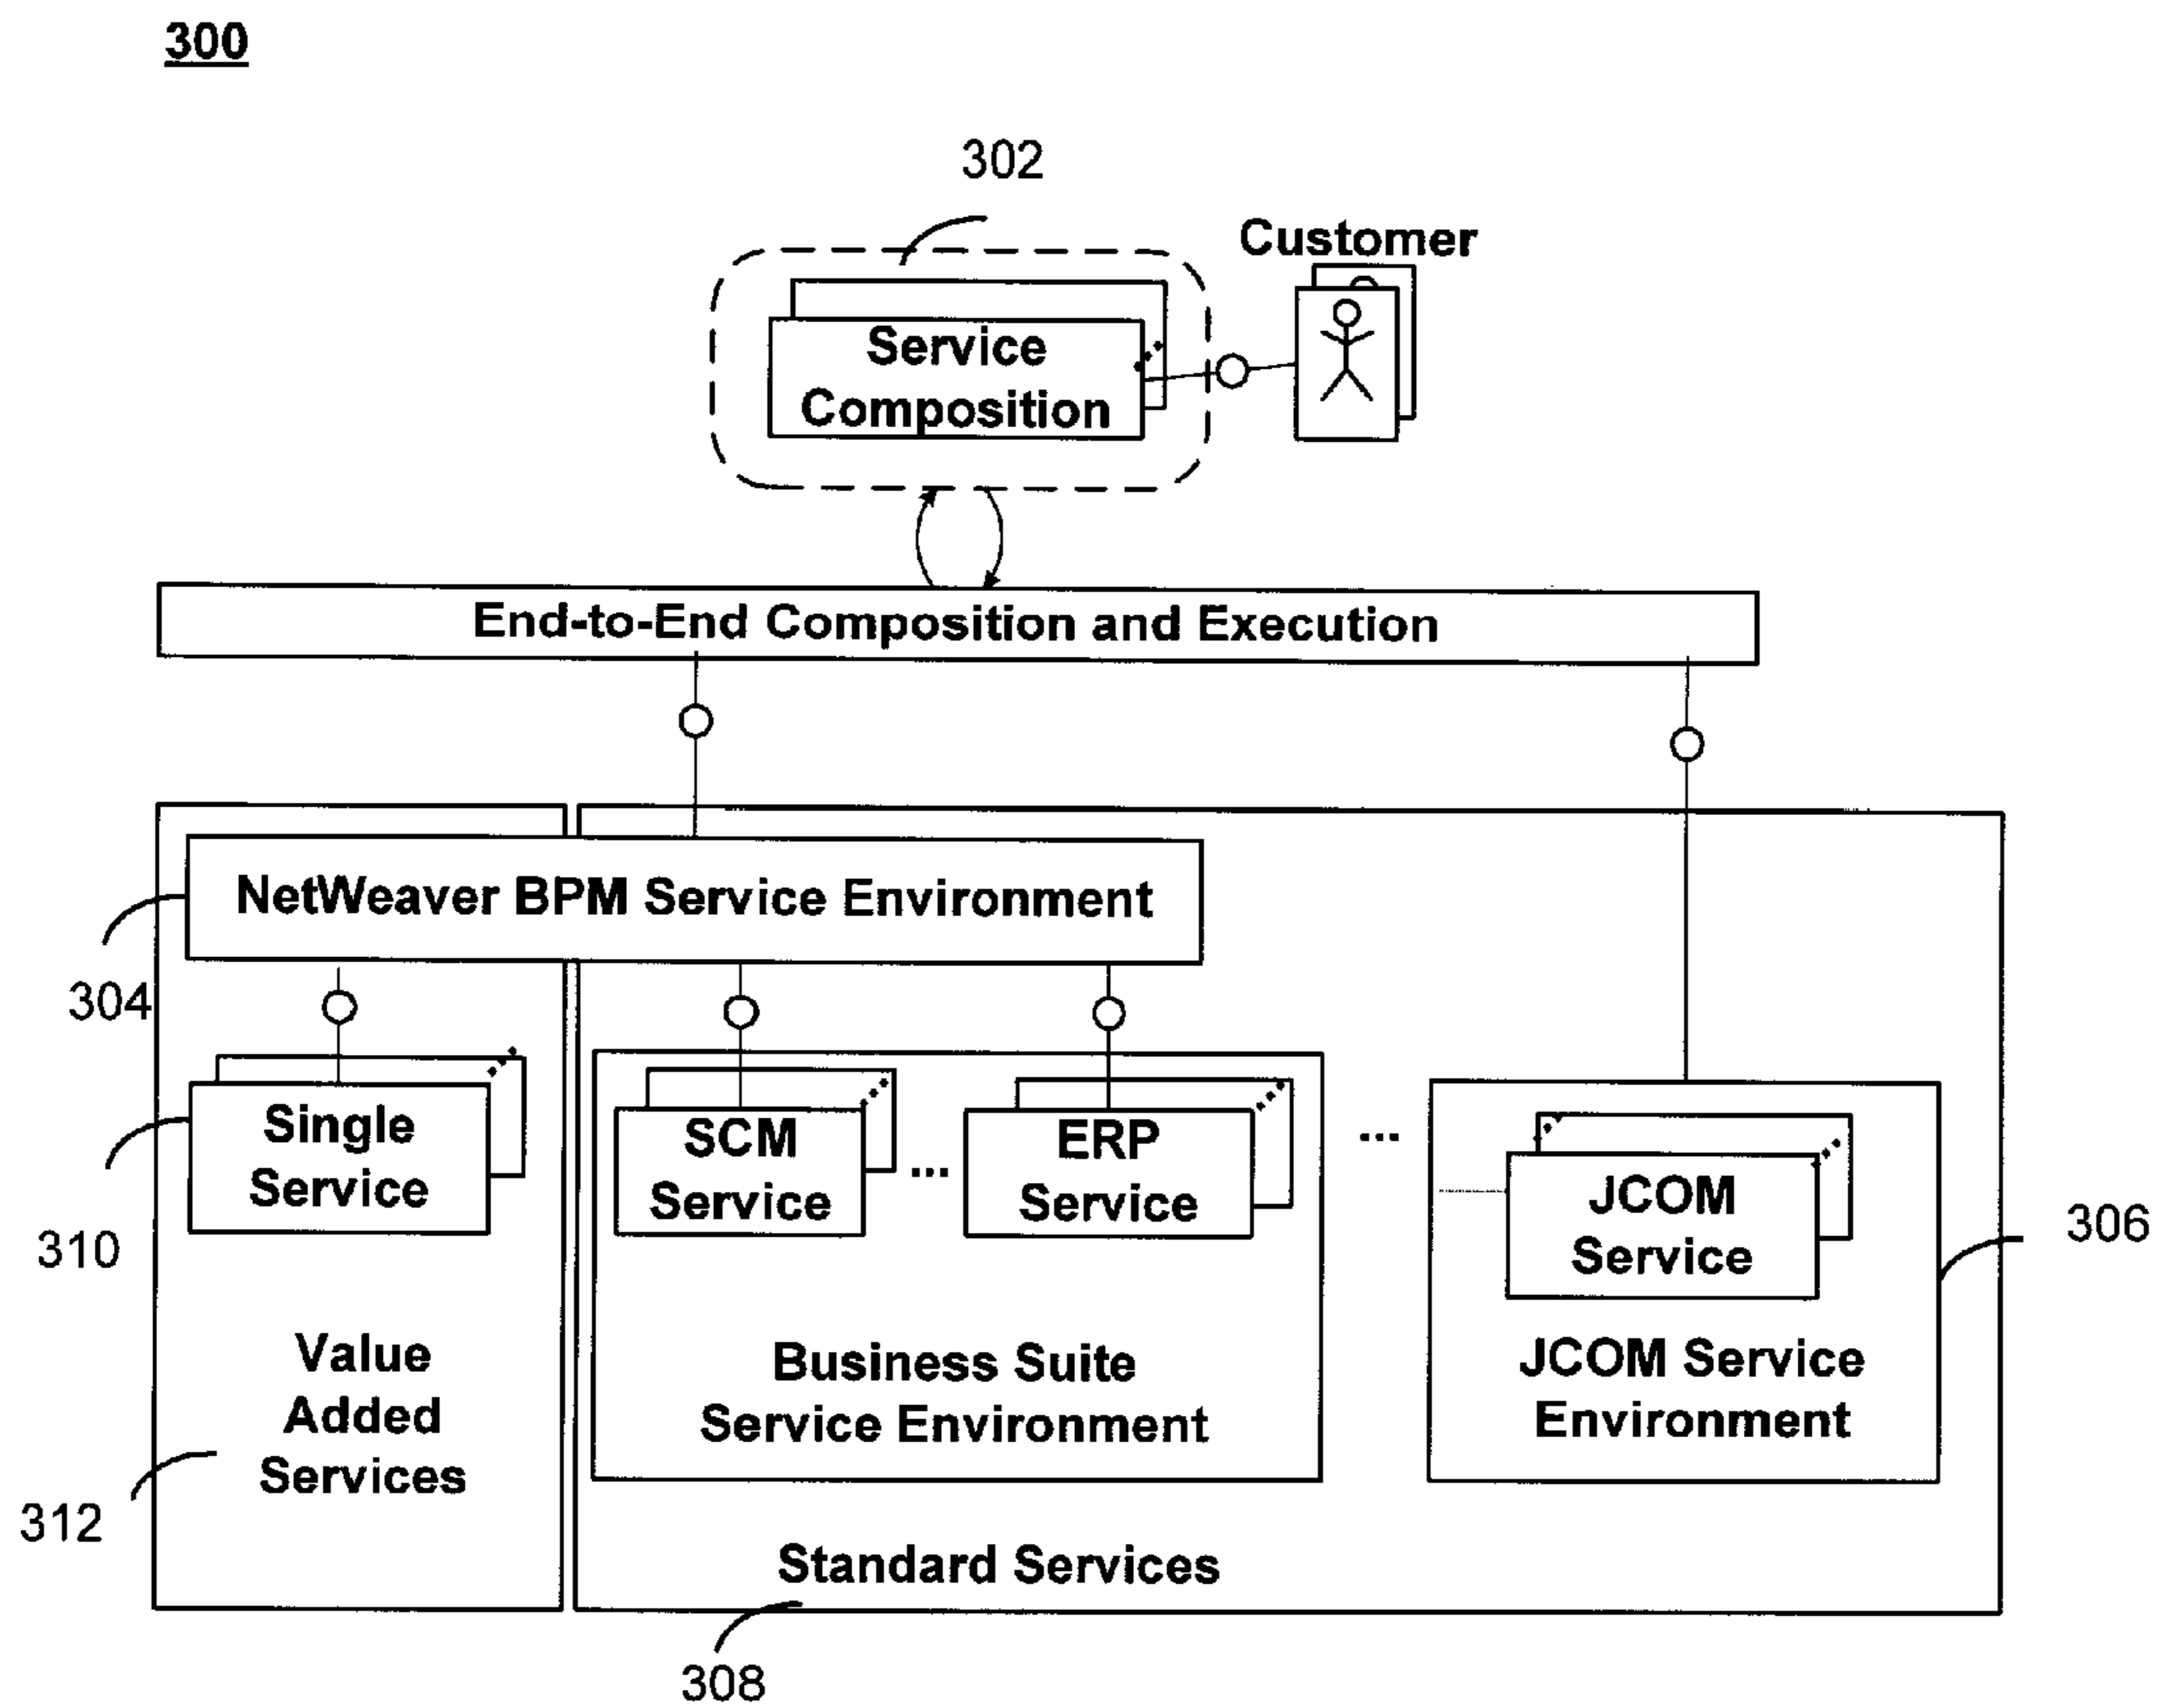 300
302
Customer
Service
Composition
End-to-End Composition and Execution
NetWeaver BPM Service Environment
304
Single
Service
310
SCM
Service
...
ERP
Service
...
JCOM
Service
306
Value
Added
Services
312
Business Suite
Service Environment
JCOM Service
Environment
Standard Services
308